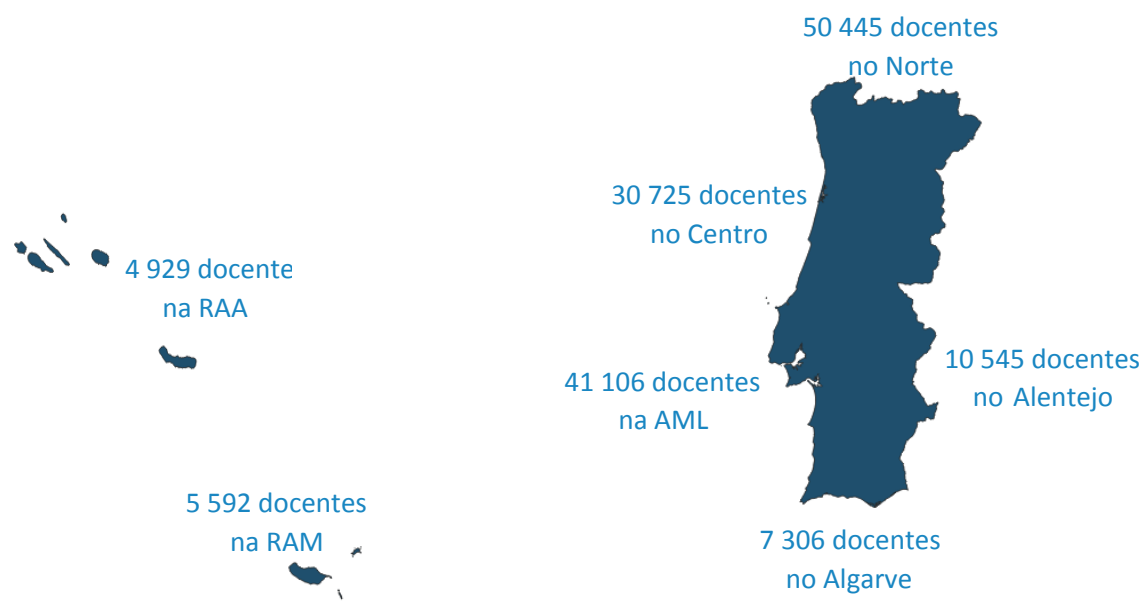 50 445 docentes
no Norte
30 725 docentes
no Centro
4 929 docente
na RAA
10 545 docentes
no Alentejo
41 106 docentes
na AML
5 592 docentes
na RAM
7 306 docentes
no Algarve